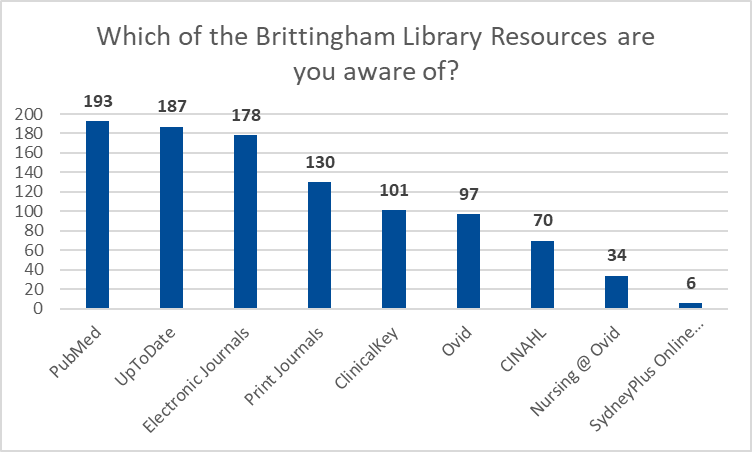 Which of the Brittingham Library Resources are
you aware of?
193
187
178
130
101
97
70
34
6
200
180
160
140
120
100
80
60
40
20
0
PubMed
UpToDate
Electronic Journals
Print Journals
ClinicalKey
Ovid
CINAHL
Nursing @ Ovid
SydneyPlus Online...